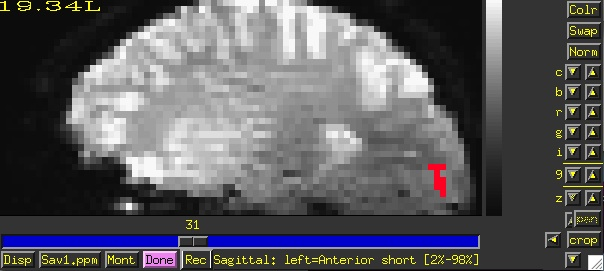 19.34L
Colr
Swap
Norm
c
b
r
g
i
9
z
pen
crop
31
Disp Sav1.ppm Mont Done Rec Sagittal: left=Anterior short [2%-98%]